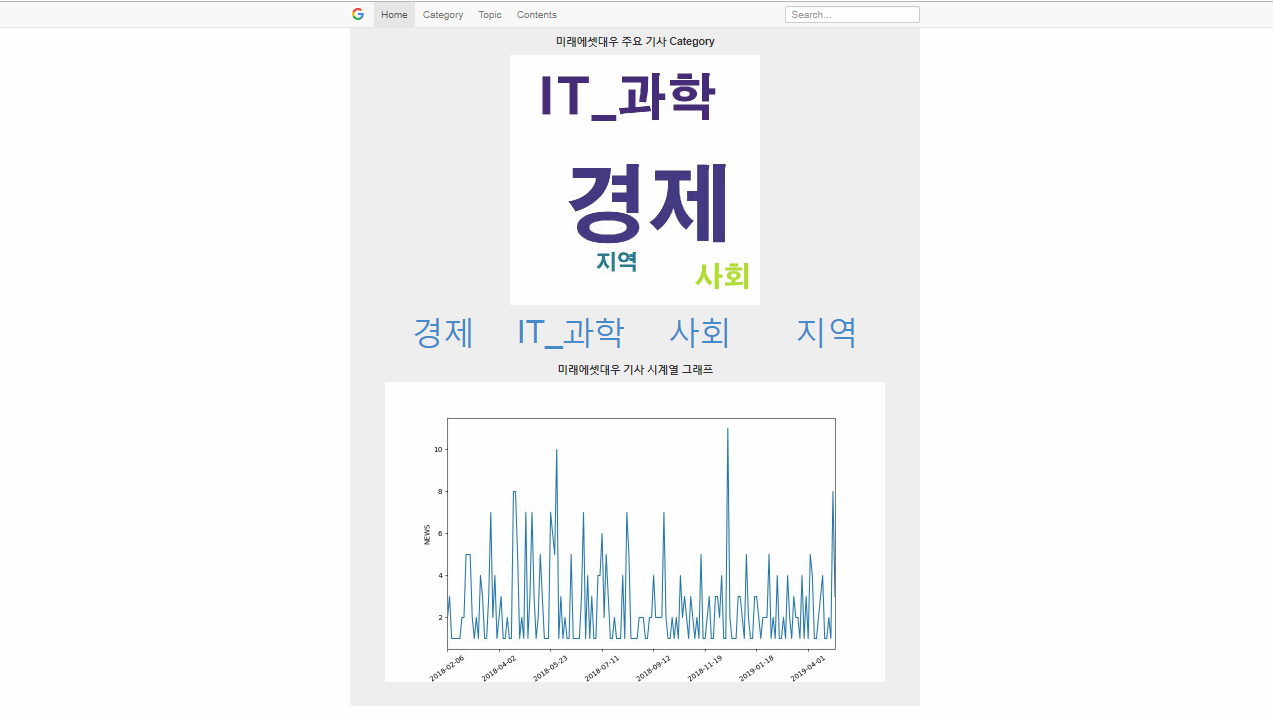 Home Category Topic Contents Search...
미래에셋대우 주요 기사 Category
IT_과학
경제
지역
사회
경제 IT_과학 사회 지역
미래에셋대우 기사 시계열 그래프
10
8
6
4
2
NEWS
2018-02-06 2018-04-02 2018-05-23 2018-07-11 2018-09-12 2018-11-19 2019-01-18 2019-04-01